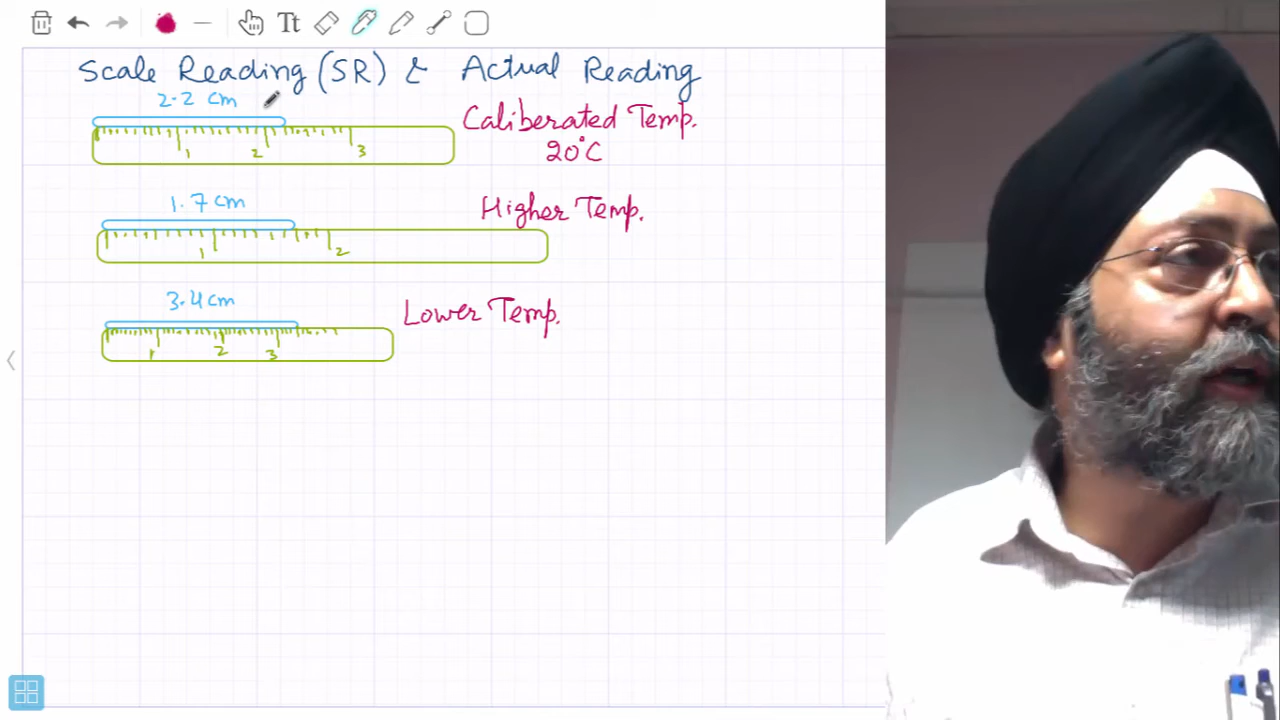 Tt
Scale Reading (SR) & Actual Reading
2.2 cm
Caliberated Temp.
20°C
1 2 3
1.7 cm
Higher Temp.
1 2
3.4 cm
Lower Temp.
1 2 3